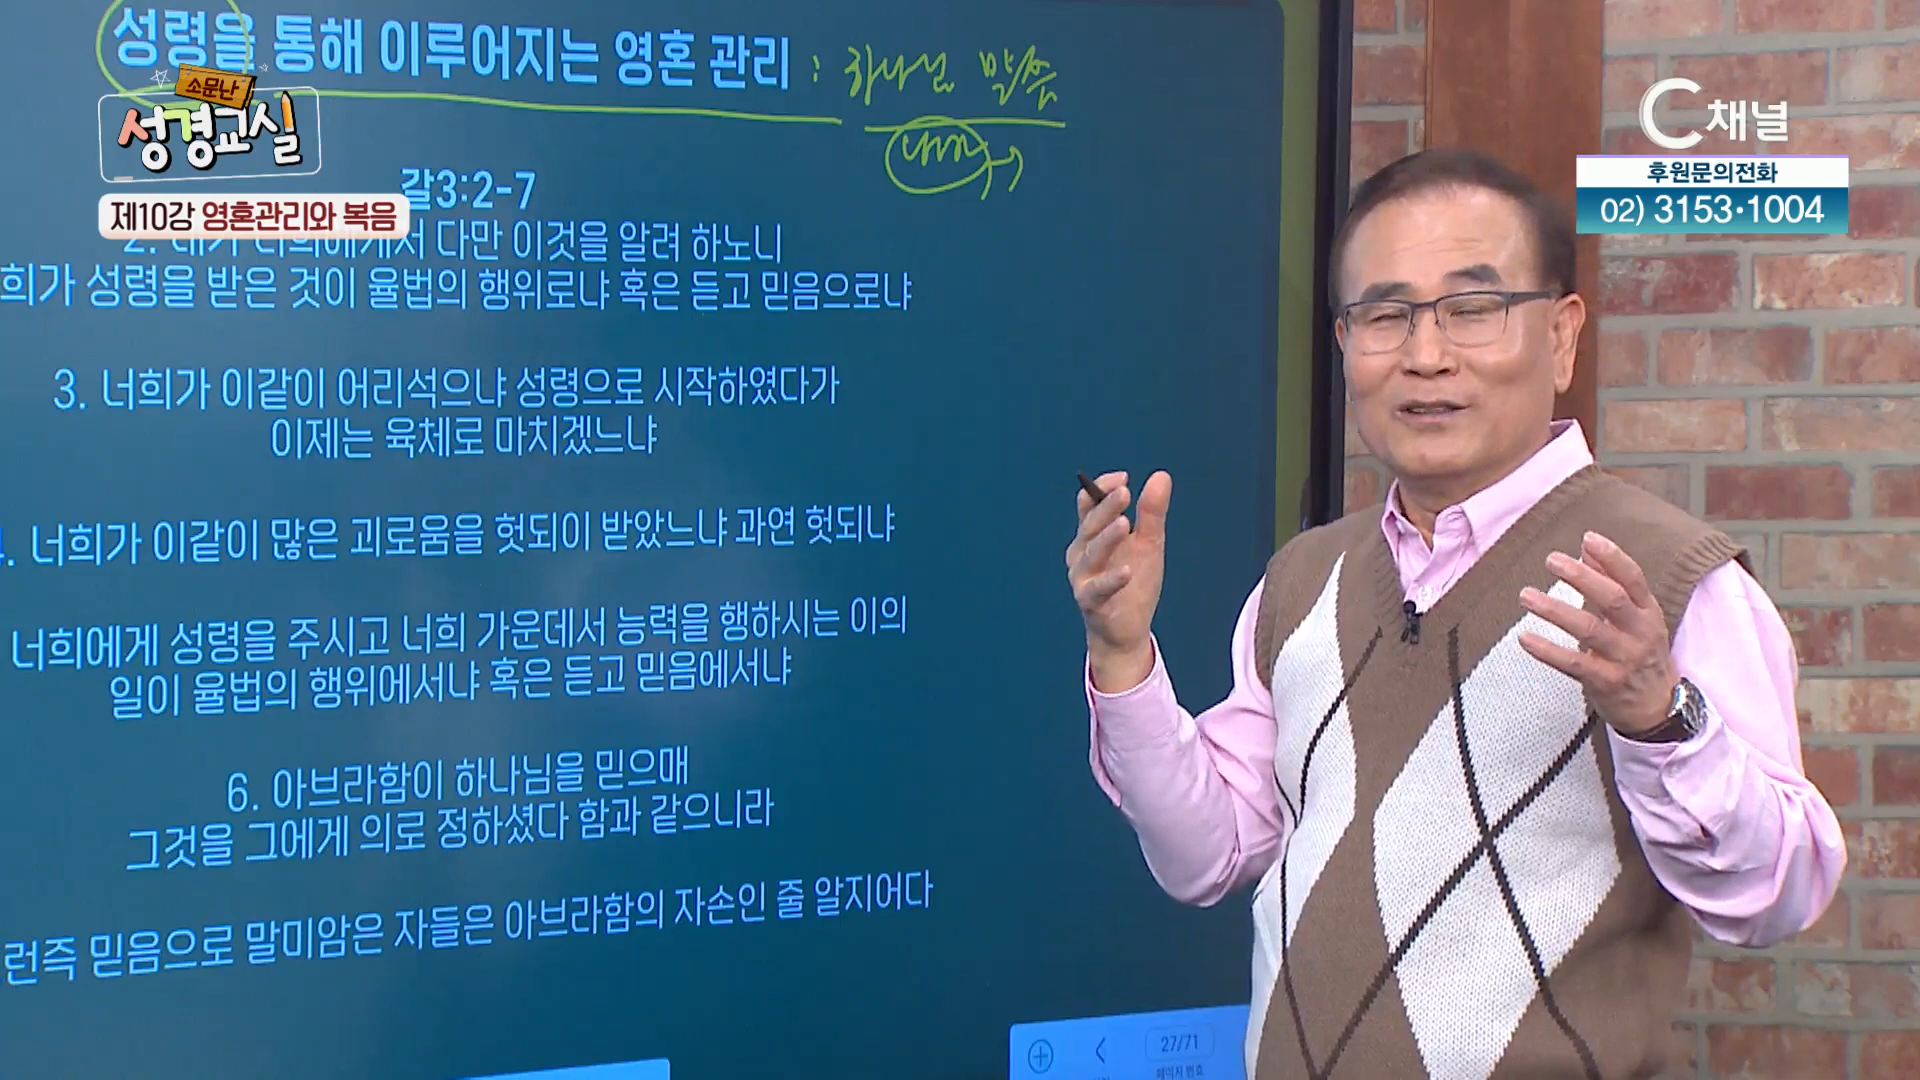 성령을 통해 이루어지는 영혼 관리 : 하나님 말씀
소문난
성경교실
제10강 영혼관리와 복음
갈3:2-7
다만 이것을 알려 하노니
희가 성령을 받은 것이 율법의 행위로냐 혹은 듣고 믿음으로냐
3. 너희가 이같이 어리석으냐 성령으로 시작하였다가
이제는 육체로 마치겠느냐
4. 너희가 이같이 많은 괴로움을 헛되이 받았느냐 과연 헛되냐
너희에게 성령을 주시고 너희 가운데서 능력을 행하시는 이의
일이 율법의 행위에서냐 혹은 듣고 믿음에서냐
6. 아브라함이 하나님을 믿으매
그것을 그에게 의로 정하셨다 함과 같으니라
런즉 믿음으로 말미암은 자들은 아브라함의 자손인 줄 알지어다
27/71
페이지 번호
C채널
후원문의전화
02) 3153·1004